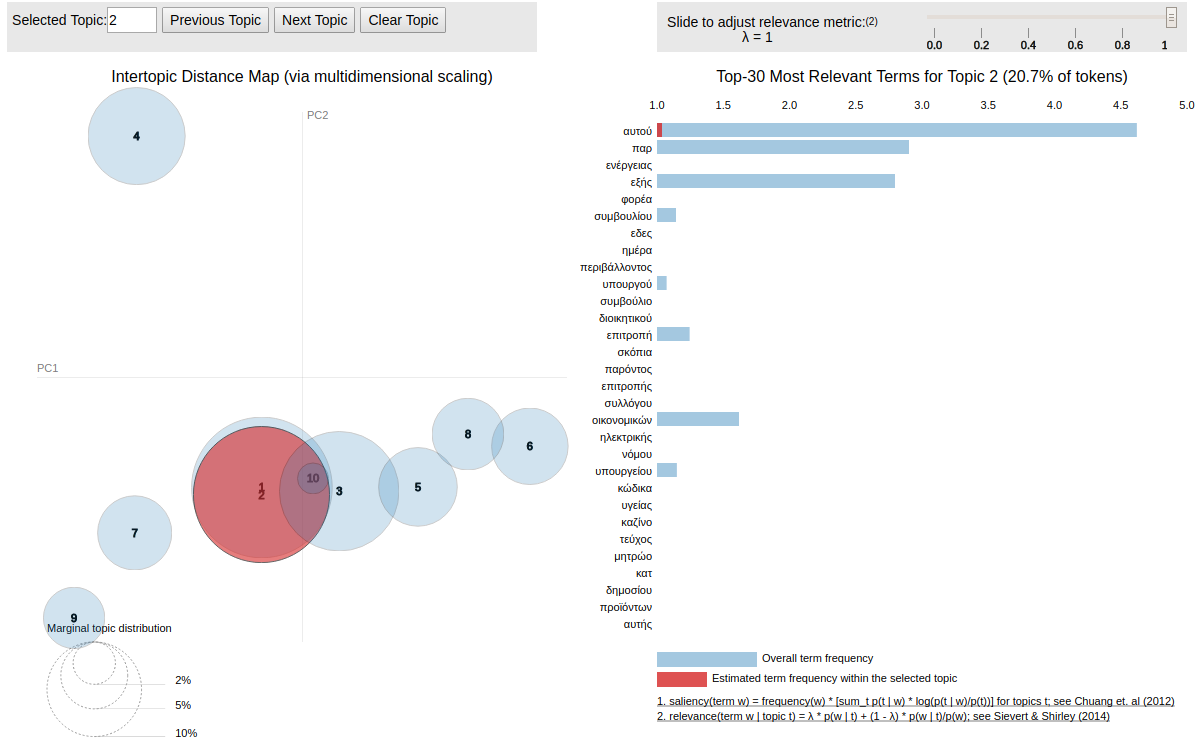 Selected Topic: 2 Previous Topic Next Topic Clear Topic
Slide to adjust relevance metric:(2)
λ = 1
0.0 0.2 0.4 0.6 0.8 1
Intertopic Distance Map (via multidimensional scaling)
PC2
PC1
4
8
6
1
2
10
3
5
7
9
Marginal topic distribution
2%
5%
10%
Top-30 Most Relevant Terms for Topic 2 (20.7% of tokens)
1.0 1.5 2.0 2.5 3.0 3.5 4.0 4.5 5.0
αυτού
παρ
ενέργειας
εξής
φορέα
συμβουλίου
εδες
ημέρα
περιβάλλοντος
υπουργού
συμβούλιο
διοικητικού
επιτροπή
σκόπια
παρόντος
επιτροπής
συλλόγου
οικονομικών
ηλεκτρικής
νόμου
υπουργείου
κώδικα
υγείας
καζίνο
τεύχος
μητρώο
κατ
δημοσίου
προϊόντων
αυτής
Overall term frequency
Estimated term frequency within the selected topic
1. saliency(term w) = frequency(w) * [sum_t p(t | w) * log(p(t | w)/p(t))] for topics t; see Chuang et. al (2012)
2. relevance(term w | topic t) = λ * p(w | t) + (1 - λ) * p(w | t)/p(w); see Sievert & Shirley (2014)